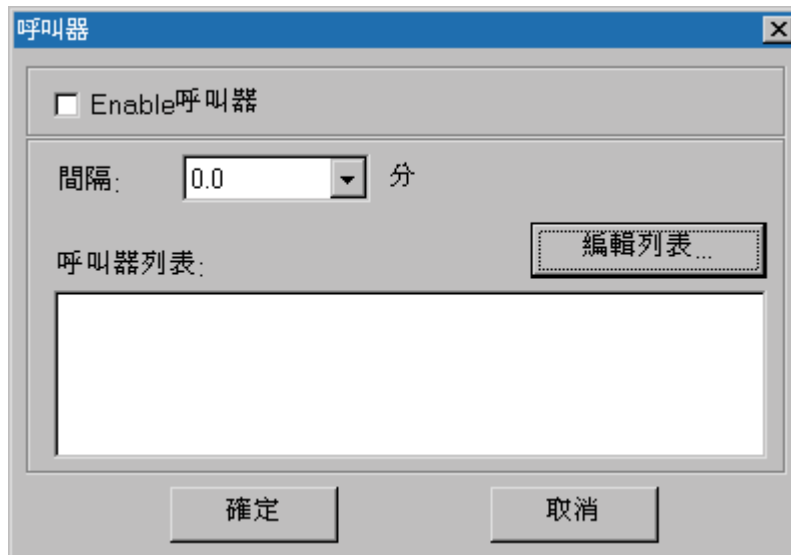 呼叫器
Enable呼叫器
間隔: 0.0 分
編輯列表...
呼叫器列表:
確定 取消